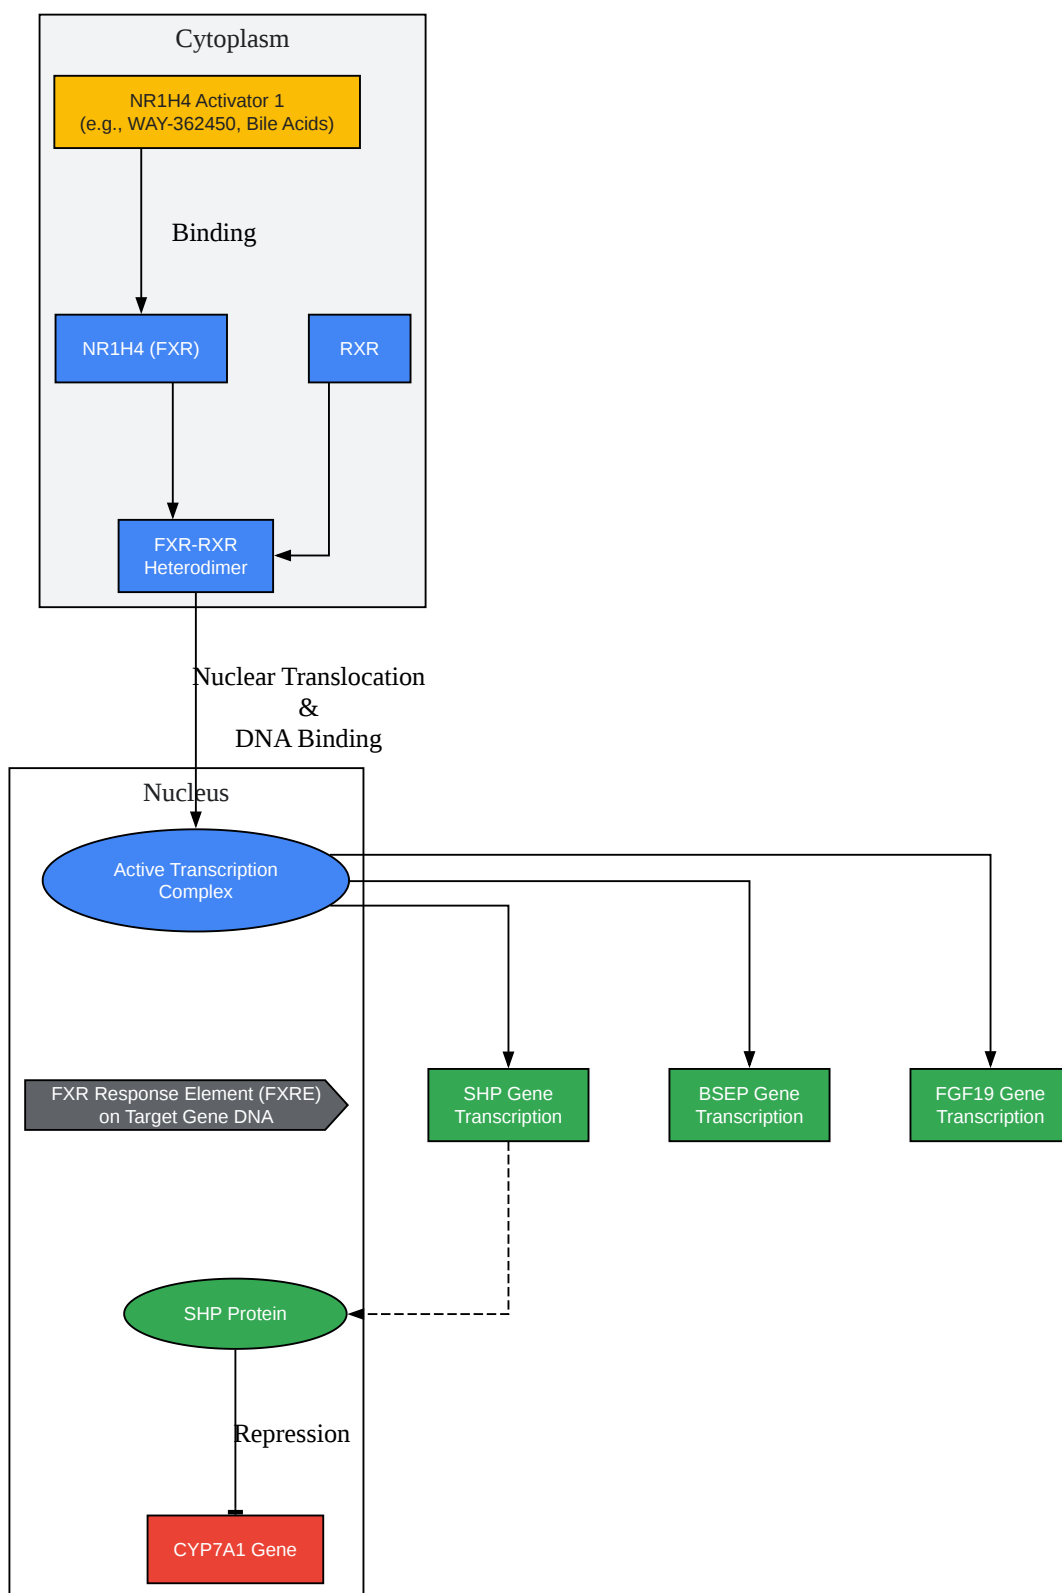 Cytoplasm
NR1H4 Activator 1
(e.g., WAY-362450, Bile Acids)
Binding
NR1H4 (FXR)
RXR
FXR-RXR
Heterodimer
Nuclear Translocation
&
DNA Binding
Nucleus
Active Transcription
Complex
FXR Response Element (FXRE)
on Target Gene DNA
SHP Gene
Transcription
BSEP Gene
Transcription
FGF19 Gene
Transcription
SHP Protein
Repression
CYP7A1 Gene